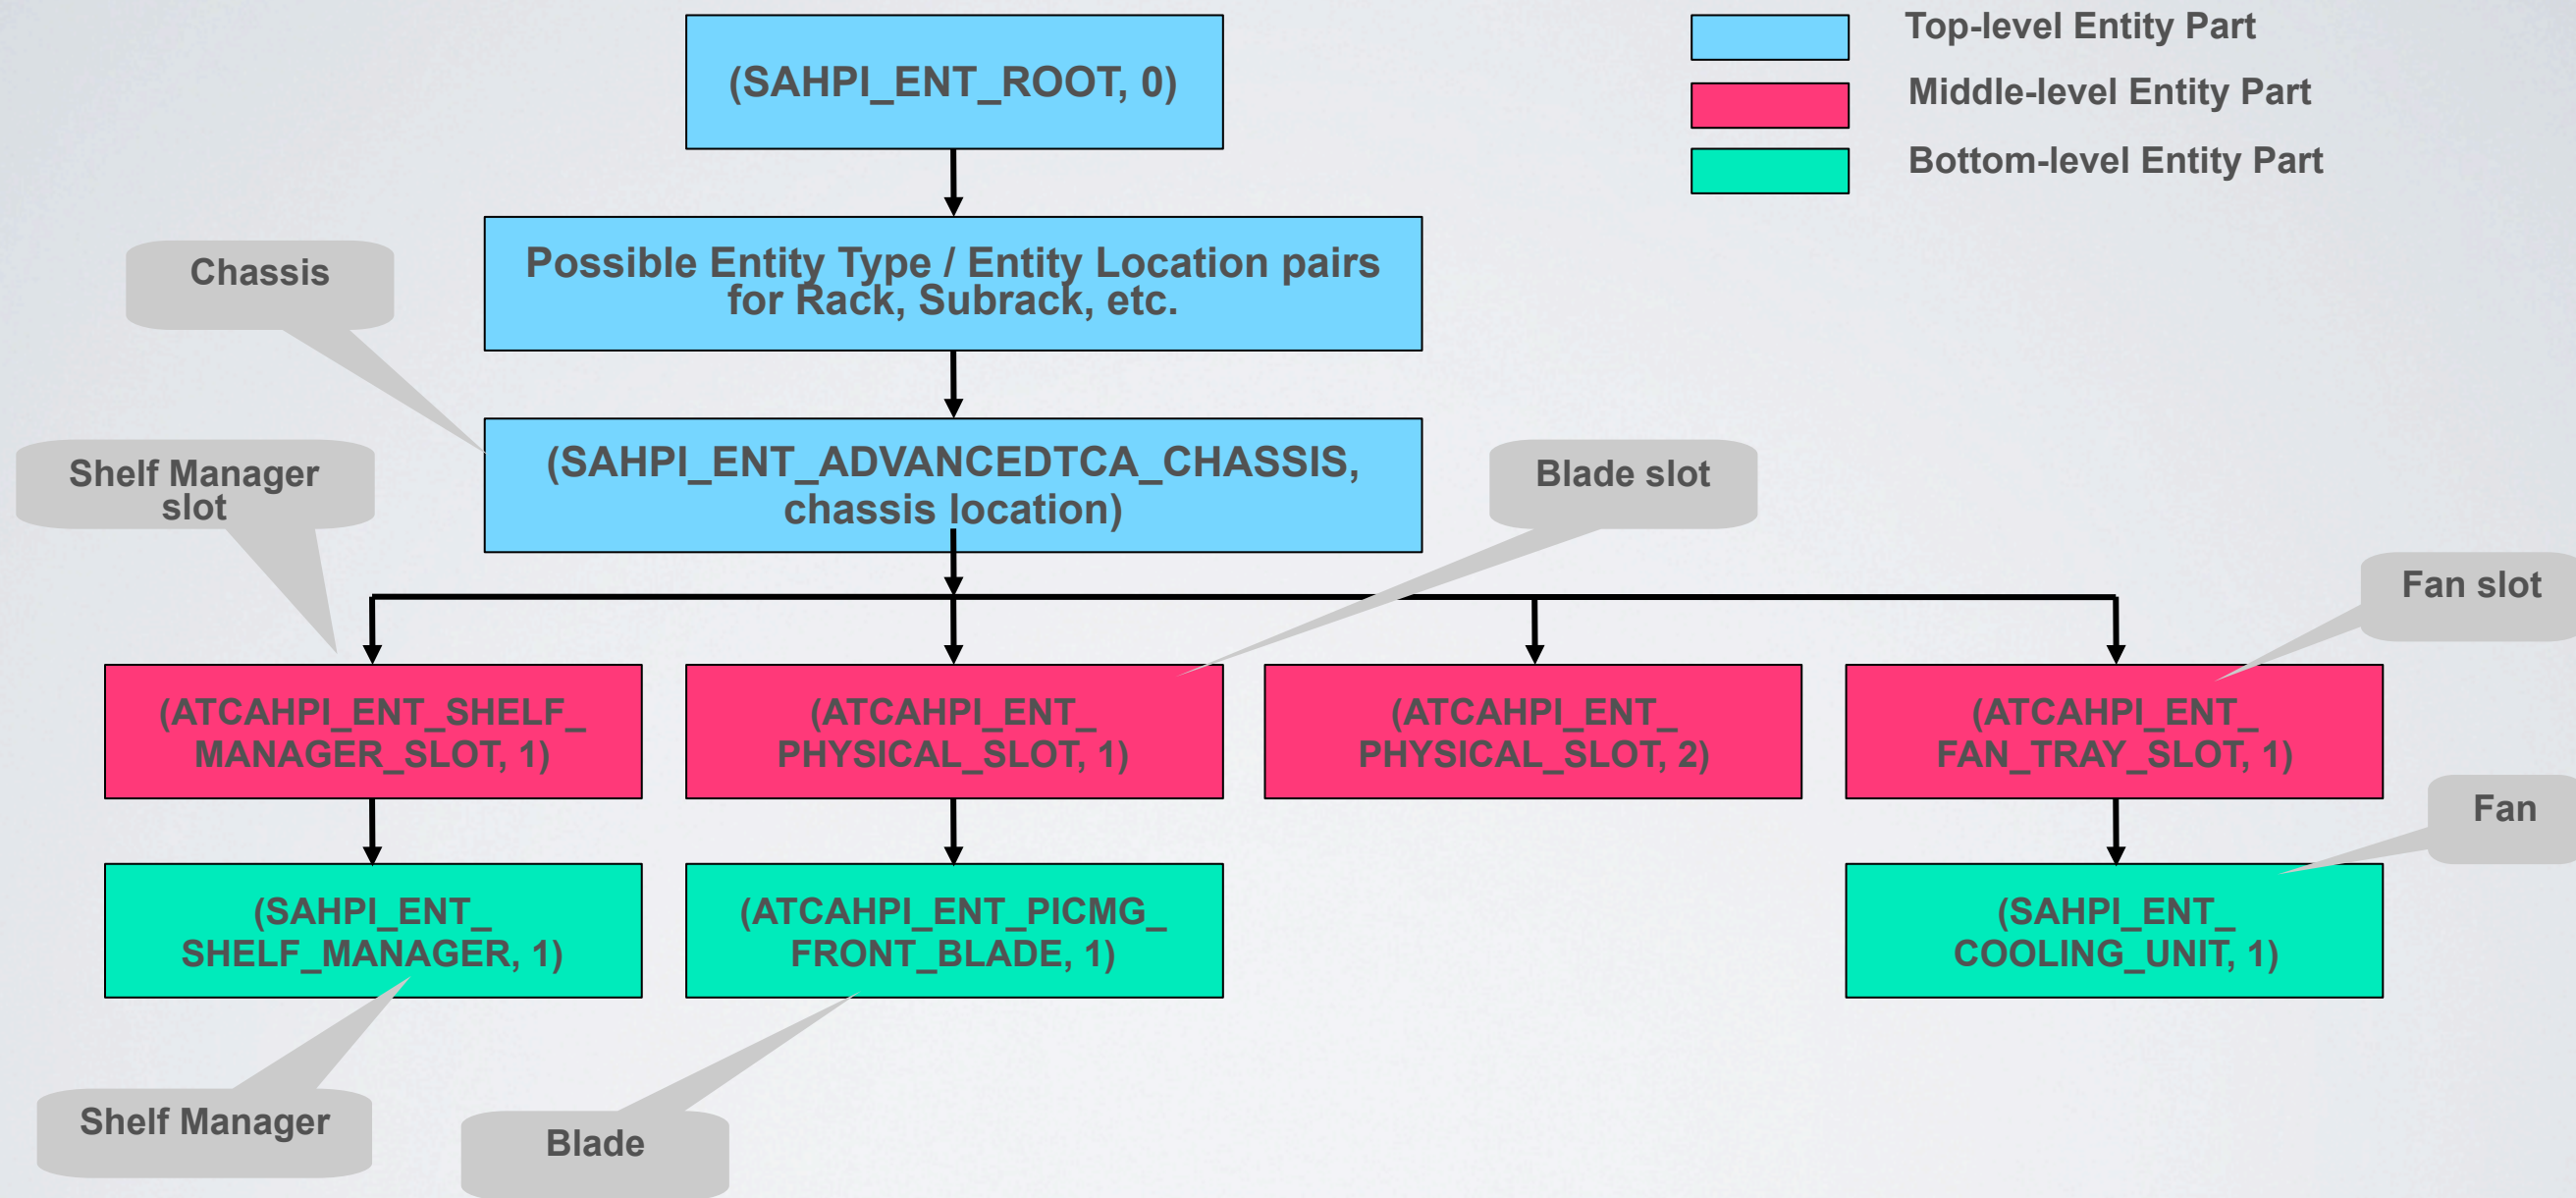 (SAHPI_ENT_ROOT, 0)
Top-level Entity Part
Middle-level Entity Part
Bottom-level Entity Part
Possible Entity Type / Entity Location pairs
for Rack, Subrack, etc.
Chassis
(SAHPI_ENT_ADVANCEDTCA_CHASSIS,
chassis location)
Shelf Manager
slot
Blade slot
Fan slot
(ATCAHPI_ENT_SHELF_
MANAGER_SLOT, 1)
(ATCAHPI_ENT_
PHYSICAL_SLOT, 1)
(ATCAHPI_ENT_
PHYSICAL_SLOT, 2)
(ATCAHPI_ENT_
FAN_TRAY_SLOT, 1)
Fan
(SAHPI_ENT_
SHELF_MANAGER, 1)
(ATCAHPI_ENT_PICMG_
FRONT_BLADE, 1)
(SAHPI_ENT_
COOLING_UNIT, 1)
Shelf Manager
Blade